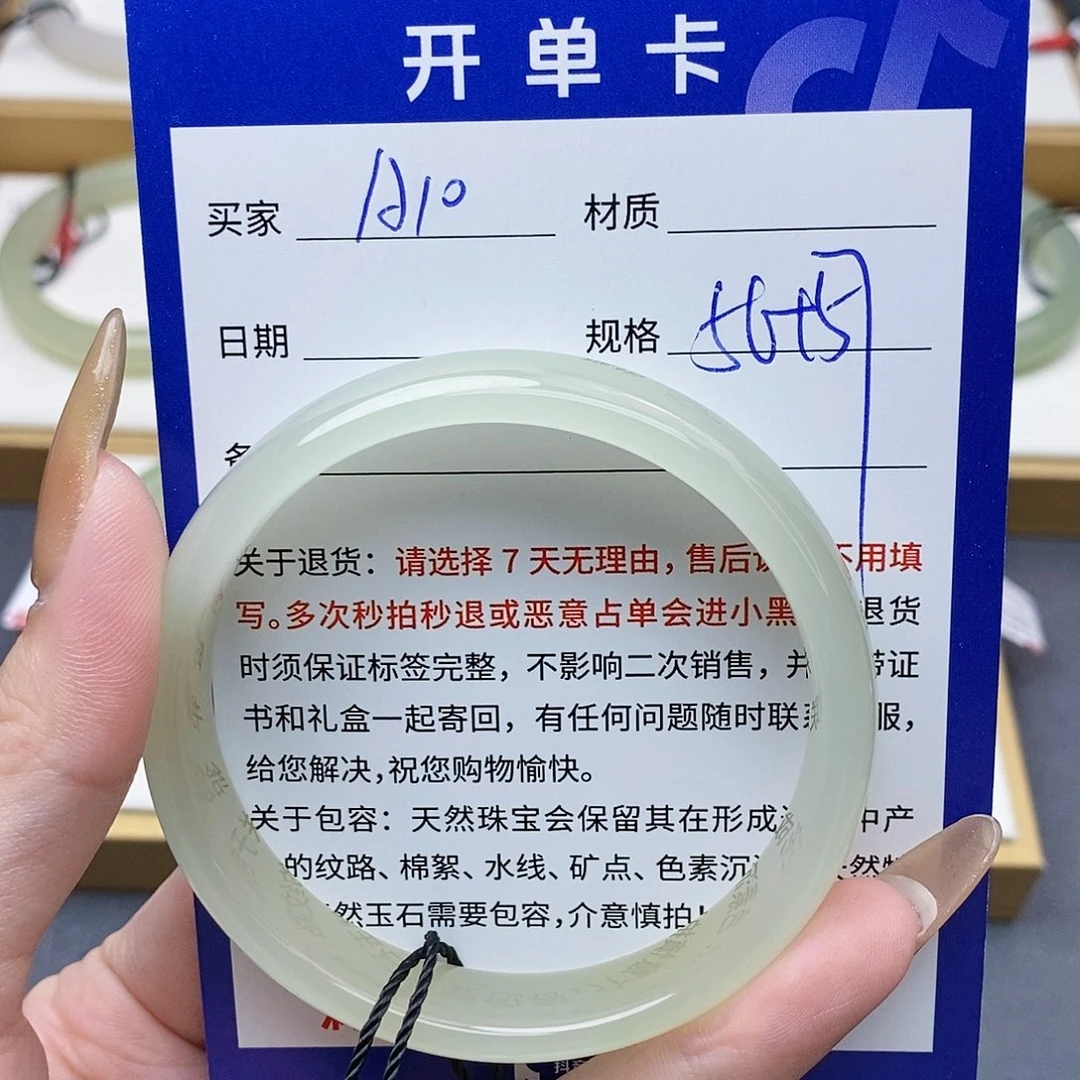 开单卡
买家 A10 材质
日期 规格 56+5
关于退货：请选择 7 天无理由，售后 不用填
写。多次秒拍秒退或恶意占单会进小黑 退货
时须保证标签完整，不影响二次销售，并 带证
书和礼盒一起寄回，有任何问题随时联系 服，
给您解决，祝您购物愉快。
关于包容：天然珠宝会保留其在形成 中产
的纹路、棉絮、水线、矿点、色素沉 天然
然玉石需要包容，介意慎拍！